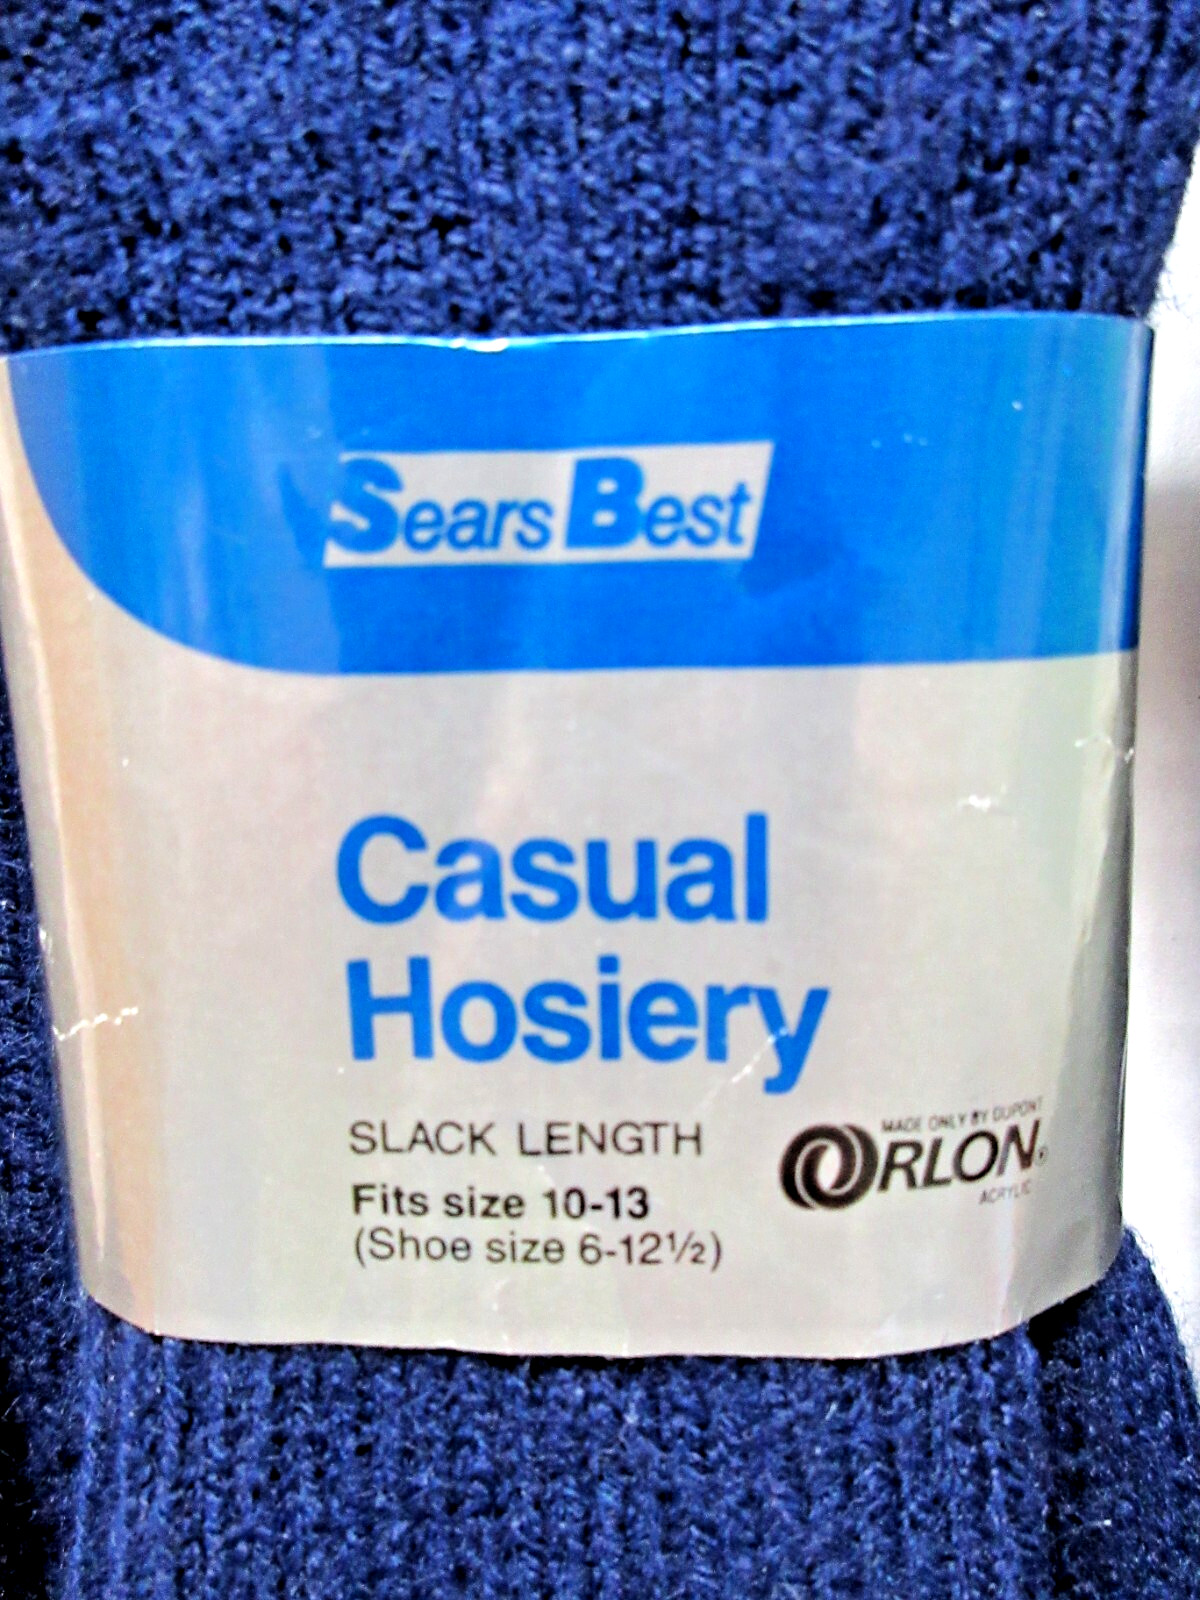 Sears Best
Casual
Hosiery
SLACK LENGTH
Fits size 10-13
(Shoe size 6-12½)
MADE ONLY BY DUPONT
ORLON®
ACRYLIC